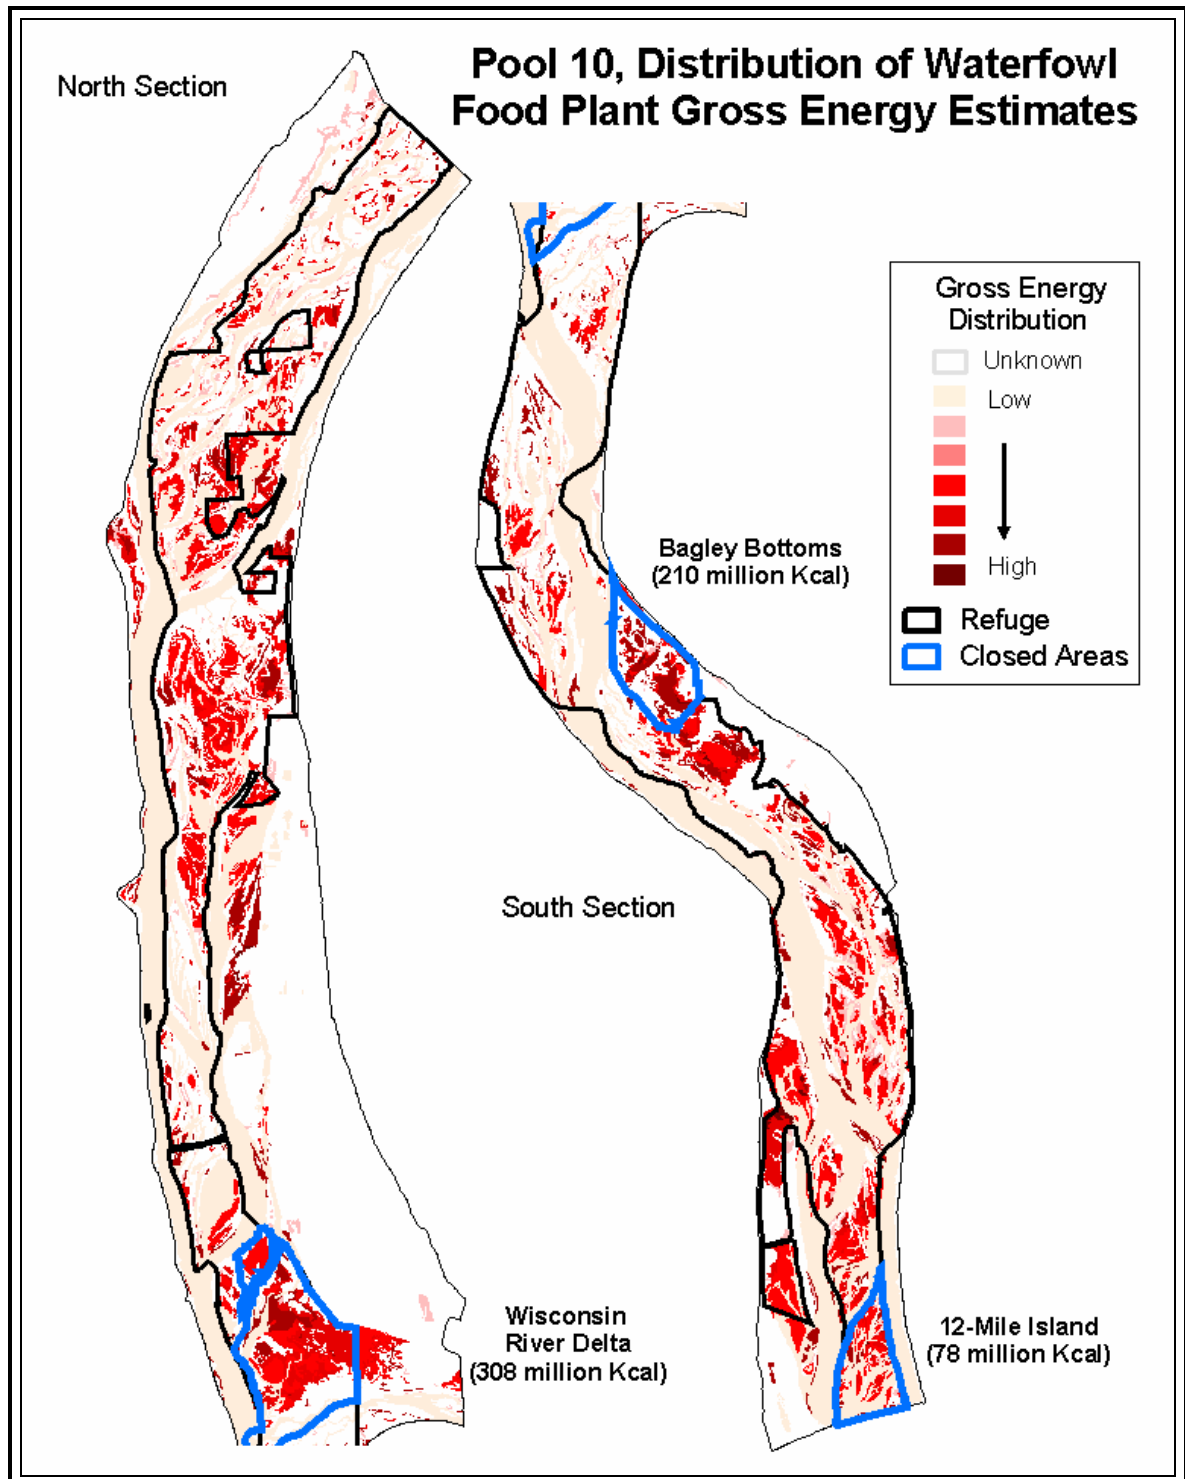 Pool 10, Distribution of Waterfowl
Food Plant Gross Energy Estimates
North Section
Gross Energy
Distribution
Unknown
Low
High
Refuge
Closed Areas
Bagley Bottoms
(210 million Kcal)
South Section
Wisconsin
River Delta
(308 million Kcal)
12-Mile Island
(78 million Kcal)